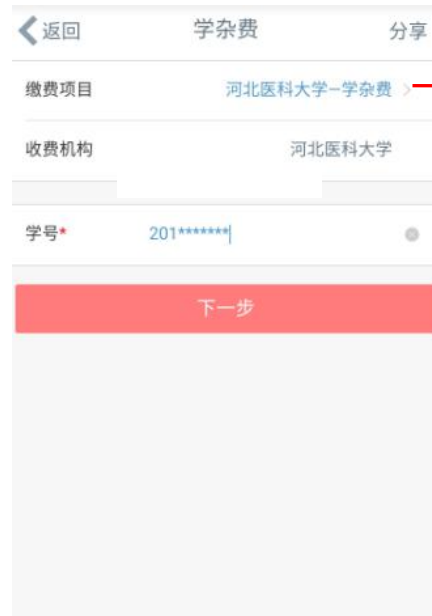 返回 学杂费 分享
缴费项目 河北医科大学-学杂费 >
收费机构 河北医科大学
学号* 201*******
下一步